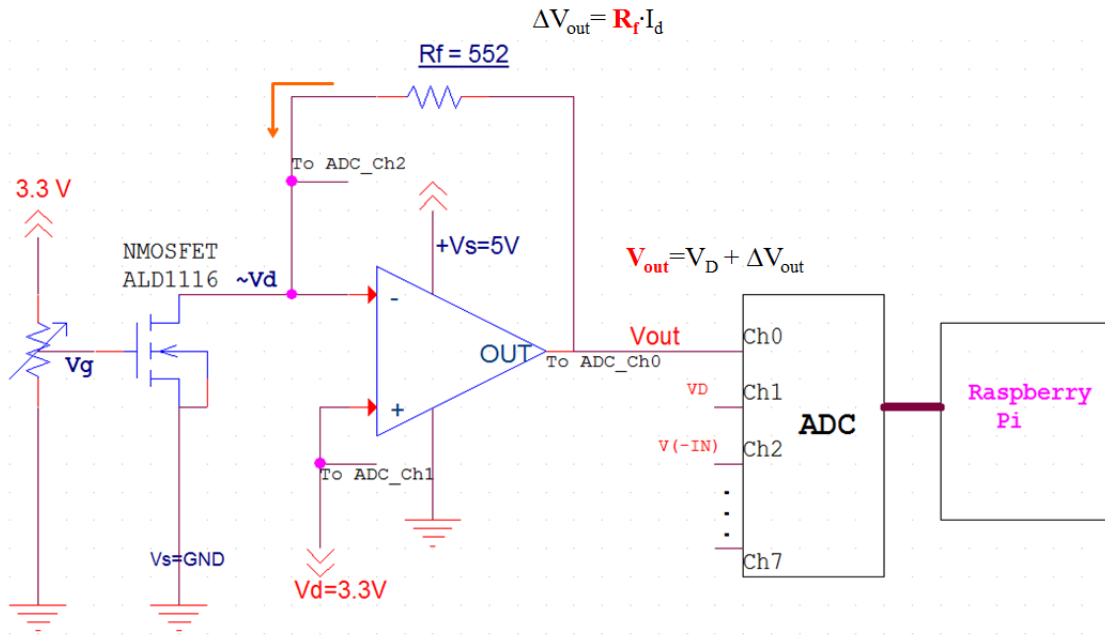 ΔVout= Rf·Id
Rf = 552
To ADC_Ch2
3.3 V
+Vs=5V
NMOSFET
ALD1116
~Vd
Vout=VD + ΔVout
-
Vg
OUT
Vout
To ADC_Ch0
Ch0
+
VD
Ch1
ADC
Raspberry
Pi
V(-IN)
Ch2
To ADC_Ch1
Vs=GND
Vd=3.3V
Ch7